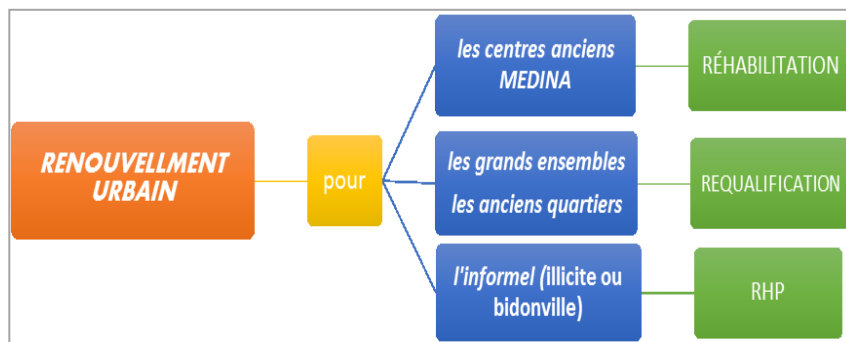 RENOUVELLMENT
URBAIN
pour
les centres anciens
MEDINA
RÉHABILITATION
les grands ensembles
les anciens quartiers
REQUALIFICATION
l'informel (illicite ou
bidonville)
RHP